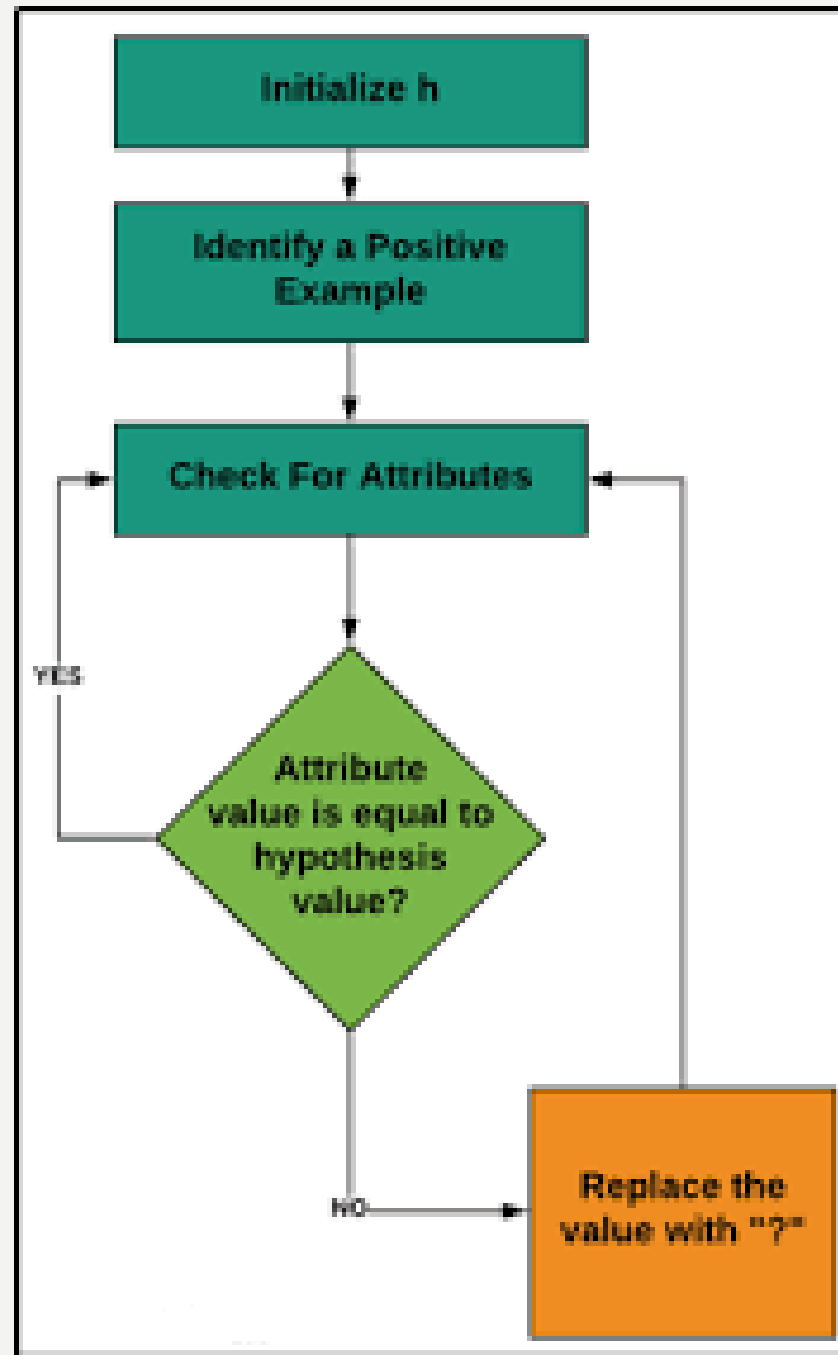 Initialize h
Identify a Positive
Example
Check For Attributes
YES
Attribute
value is equal to
hypothesis
value?
NO
Replace the
value with "?"